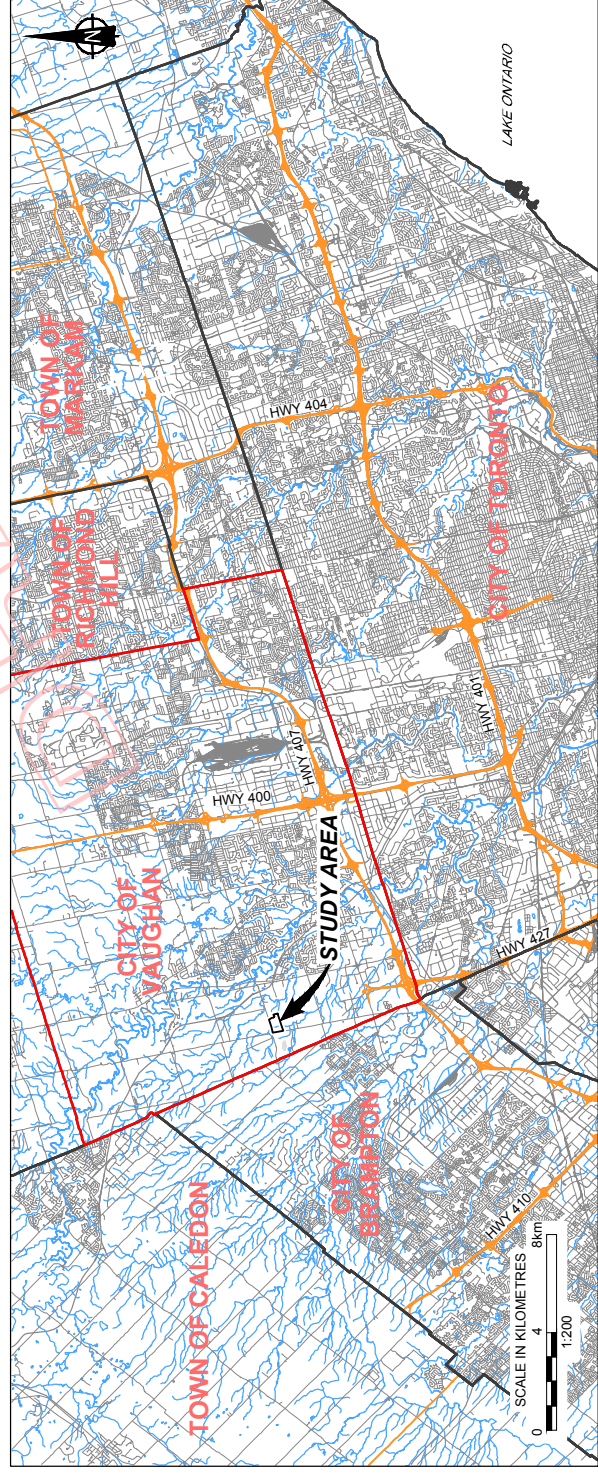 N
TOWN OF
MARKAM
TOWN OF
RICHMOND
HILL
CITY OF
VAUGHAN
TOWN OF CALEDON
HWY 400
HWY 404
HWY 407
STUDY AREA
CITY OF
BRAMPTON
HWY 401
CITY OF TORONTO
LAKE ONTARIO
HWY 427
HWY 410
SCALE IN KILOMETRES
0 4 8km
1:200